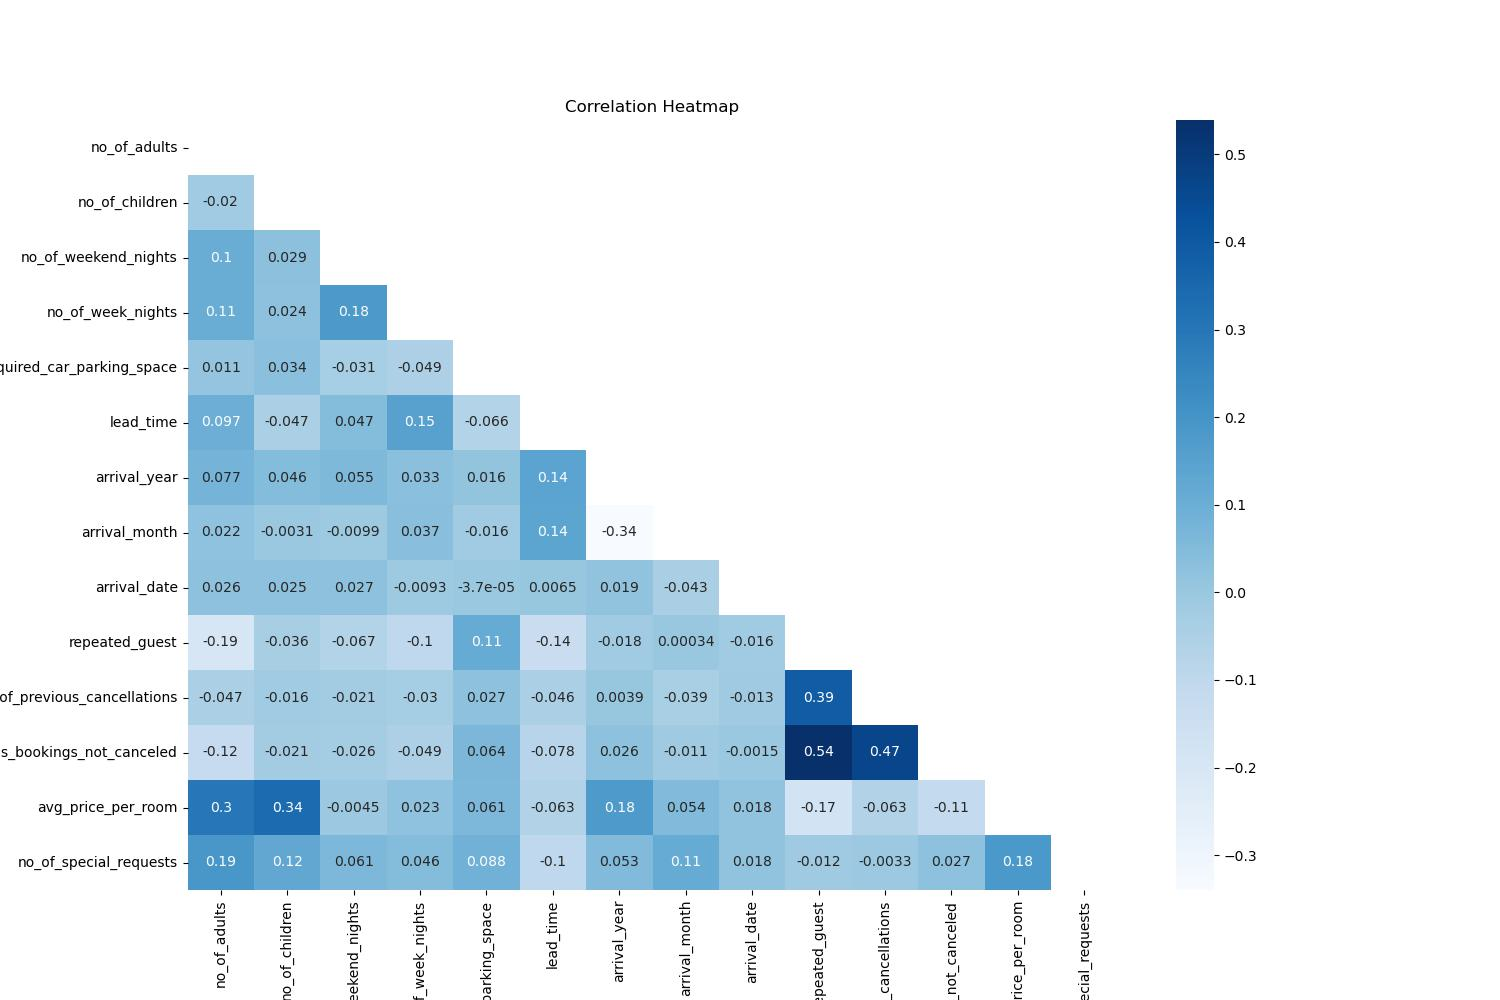 Correlation Heatmap
no_of_adults
no_of_children -0.02
no_of_weekend_nights 0.1 0.029
no_of_week_nights 0.11 0.024 0.18
quired_car_parking_space 0.011 0.034 -0.031 -0.049
lead_time 0.097 -0.047 0.047 0.15 -0.066
arrival_year 0.077 0.046 0.055 0.033 0.016 0.14
arrival_month 0.022 -0.0031 -0.0099 0.037 -0.016 0.14 -0.34
arrival_date 0.026 0.025 0.027 -0.0093 -3.7e-05 0.0065 0.019 -0.043
repeated_guest -0.19 -0.036 -0.067 -0.1 0.11 -0.14 -0.018 0.00034 -0.016
of_previous_cancellations -0.047 -0.016 -0.021 -0.03 0.027 -0.046 0.0039 -0.039 -0.013 0.39
s_bookings_not_canceled -0.12 -0.021 -0.026 -0.049 0.064 -0.078 0.026 -0.011 -0.0015 0.54 0.47
avg_price_per_room 0.3 0.34 -0.0045 0.023 0.061 -0.063 0.18 0.054 0.018 -0.17 -0.063 -0.11
no_of_special_requests 0.19 0.12 0.061 0.046 0.088 -0.1 0.053 0.11 0.018 -0.012 -0.0033 0.027 0.18
no_of_adults
no_of_children
eekend_nights
f_week_nights
parking_space
lead_time
arrival_year
arrival_month
arrival_date
epeated_guest
_cancellations
_not_canceled
rice_per_room
ecial_requests
0.5
0.4
0.3
0.2
0.1
0.0
−0.1
−0.2
−0.3